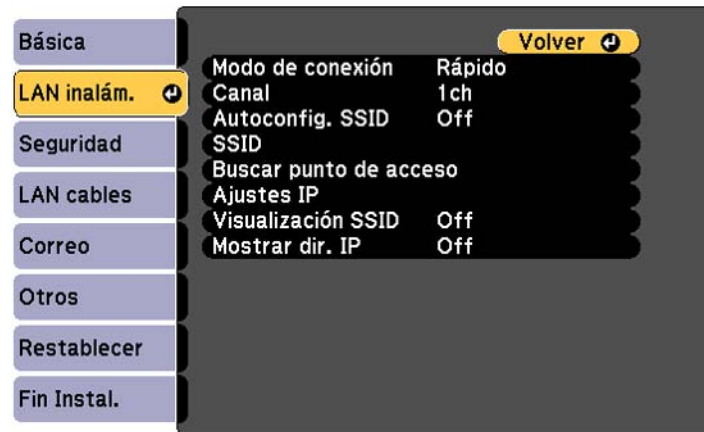 Básica
LAN inalám.
Seguridad
LAN cables
Correo
Otros
Restablecer
Fin Instal.
Volver
Modo de conexión Rápido
Canal 1ch
Autoconfig. SSID Off
SSID
Buscar punto de acceso
Ajustes IP
Visualización SSID Off
Mostrar dir. IP Off